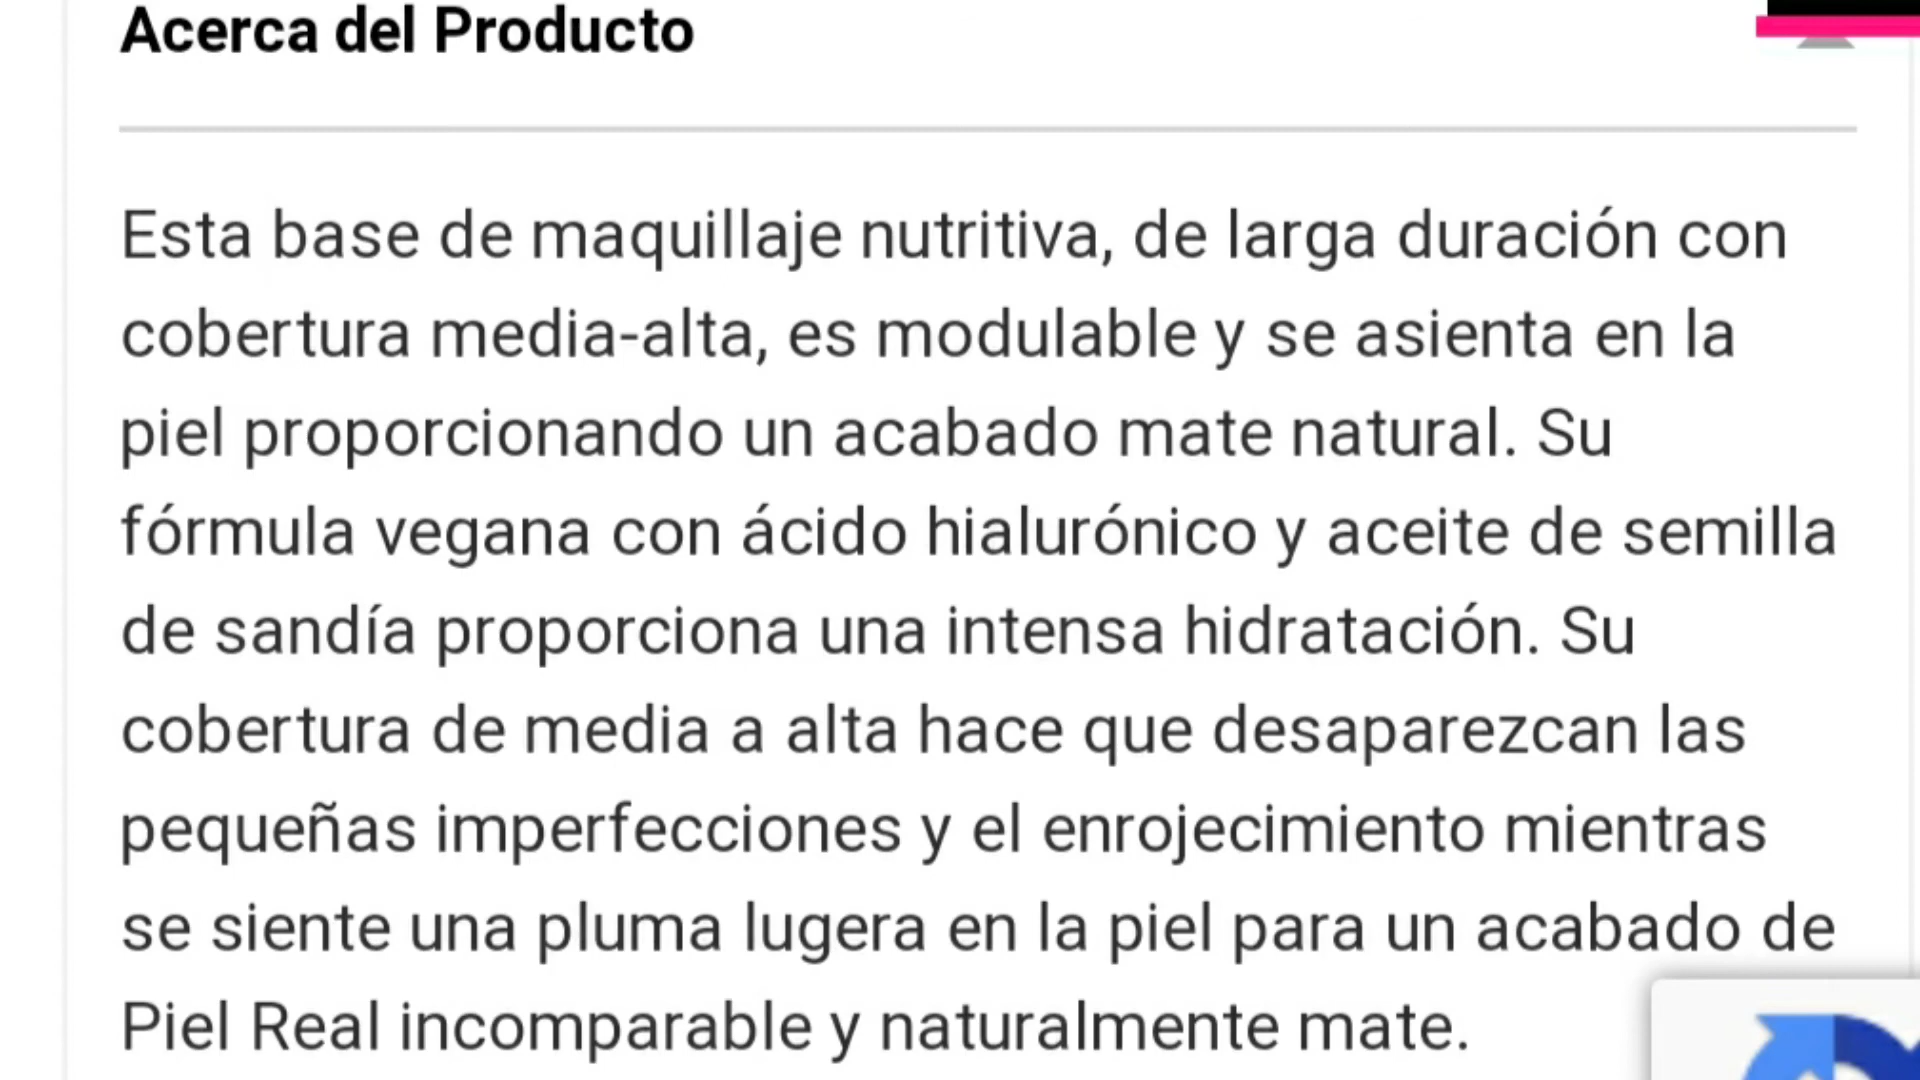 Acerca del Producto
Esta base de maquillaje nutritiva, de larga duración con
cobertura media-alta, es modulable y se asienta en la
piel proporcionando un acabado mate natural. Su
fórmula vegana con ácido hialurónico y aceite de semilla
de sandía proporciona una intensa hidratación. Su
cobertura de media a alta hace que desaparezcan las
pequeñas imperfecciones y el enrojecimiento mientras
se siente una pluma lugera en la piel para un acabado de
Piel Real incomparable y naturalmente mate.